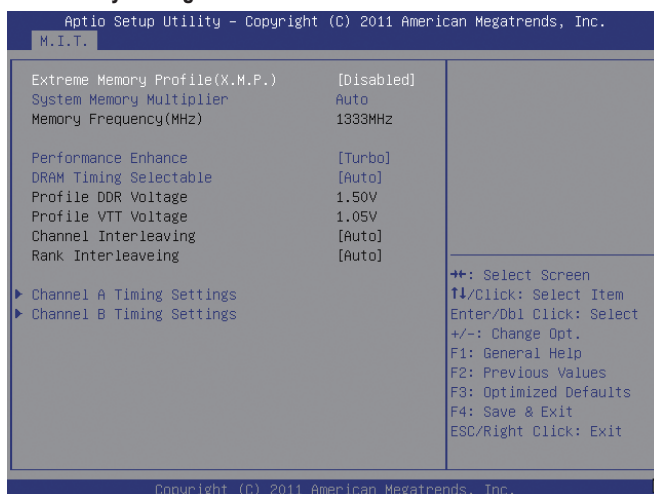 Aptio Setup Utility - Copyright (C) 2011 American Megatrends, Inc.
M.I.T.
Extreme Memory Profile(X.M.P.) [Disabled]
System Memory Multiplier Auto
Memory Frequency(MHz) 1333MHz
Performance Enhance [Turbo]
DRAM Timing Selectable [Auto]
Profile DDR Voltage 1.50V
Profile VTT Voltage 1.05V
Channel Interleaving [Auto]
Rank Interleaveing [Auto]
Channel A Timing Settings
Channel B Timing Settings
→←: Select Screen
↑↓/Click: Select Item
Enter/Dbl Click: Select
+/-: Change Opt.
F1: General Help
F2: Previous Values
F3: Optimized Defaults
F4: Save & Exit
ESC/Right Click: Exit
Copyright (C) 2011 American Megatrends, Inc.